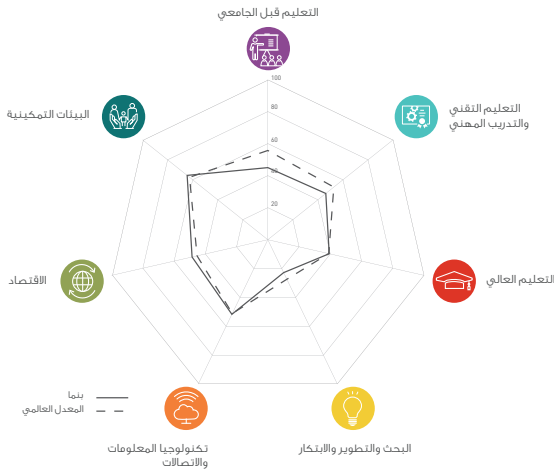 التعليم قبل الجامعي
100
80
60
40
20
التعليم التقني
والتدريب المهني
التعليم العالي
البحث والتطوير والابتكار
تكنولوجيا المعلومات
والاتصالات
الاقتصاد
البيئات التمكينية
بنما
المعدل العالمي